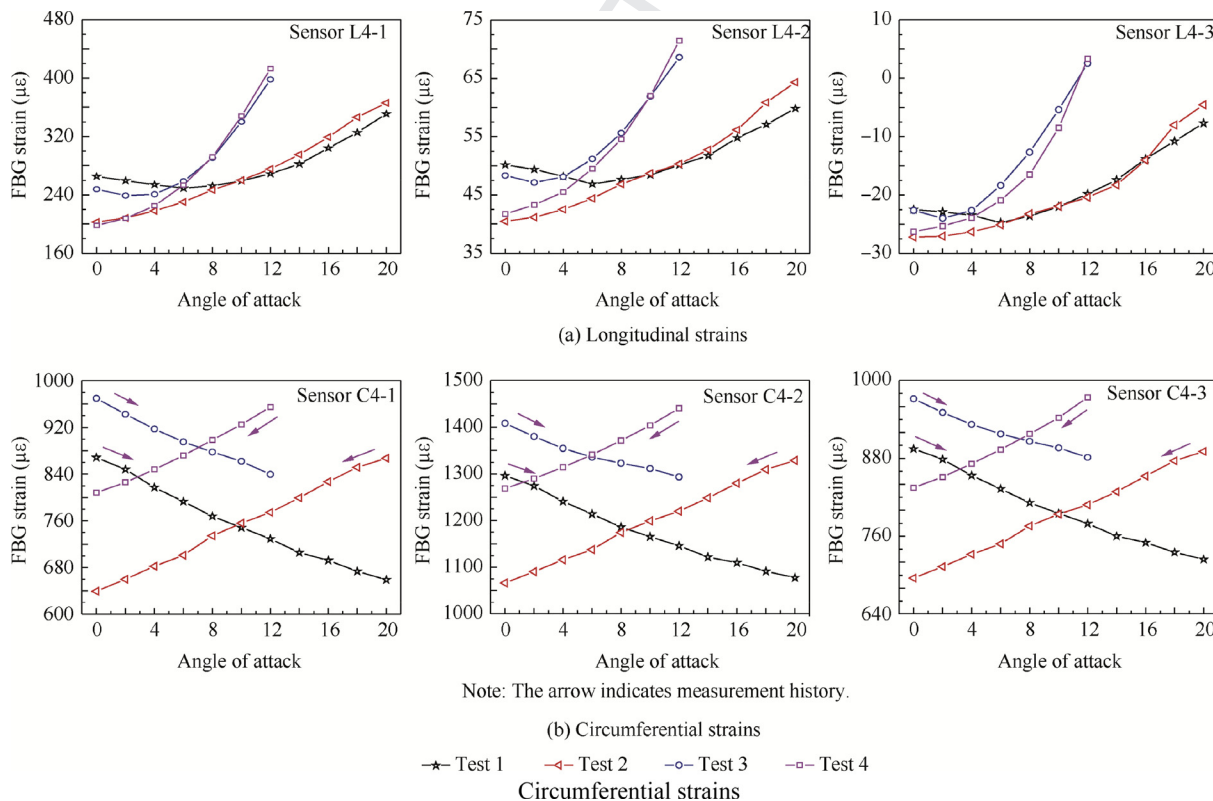 480
400
320
240
160
FBG strain (με)
Sensor L4-1
0 4 8 12 16 20
Angle of attack
75
65
55
45
35
FBG strain (με)
Sensor L4-2
0 4 8 12 16 20
Angle of attack
10
0
−10
−20
−30
FBG strain (με)
Sensor L4-3
0 4 8 12 16 20
Angle of attack
(a) Longitudinal strains
1000
920
840
760
680
600
FBG strain (με)
Sensor C4-1
0 4 8 12 16 20
Angle of attack
1500
1400
1300
1200
1100
1000
FBG strain (με)
Sensor C4-2
0 4 8 12 16 20
Angle of attack
1000
880
760
640
FBG strain (με)
Sensor C4-3
0 4 8 12 16 20
Angle of attack
Note: The arrow indicates measurement history.
(b) Circumferential strains
Test 1 Test 2 Test 3 Test 4
Circumferential strains